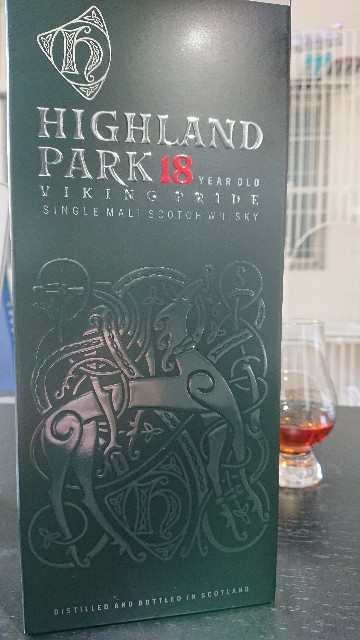 H
HIGHLAND
PARK 18 YEAR OLD
VIKING PRIDE
SINGLE MALT SCOTCH WHISKY
H
DISTILLED AND BOTTLED IN SCOTLAND